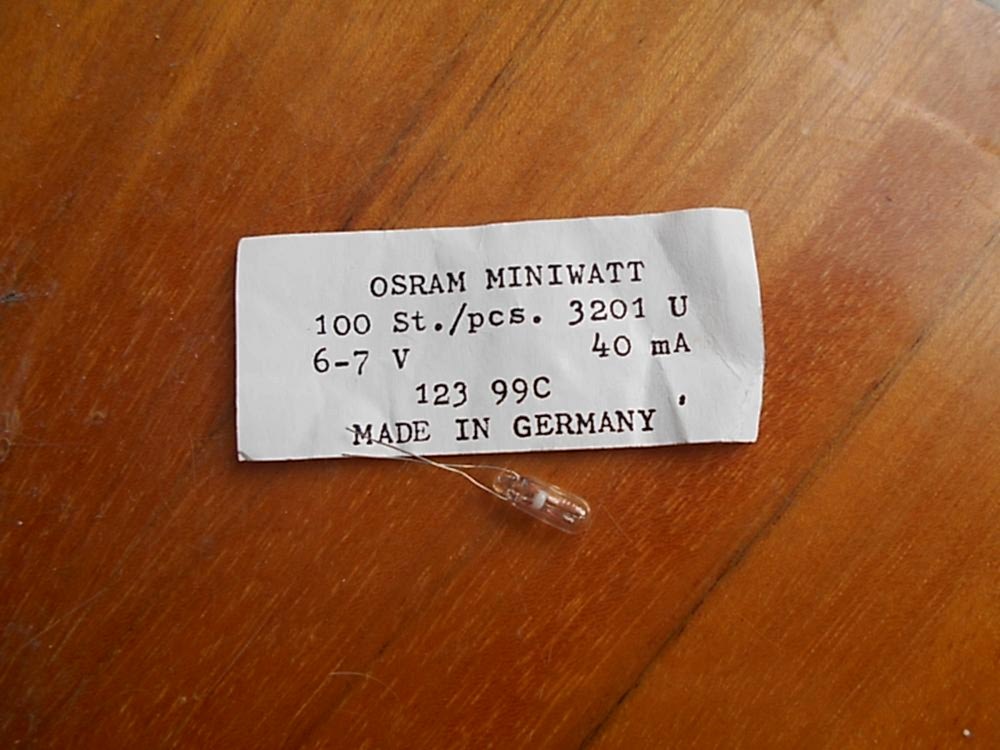 OSRAM MINIWATT
100 St./pcs. 3201 U
6-7 V 40 mA
123 99C
MADE IN GERMANY